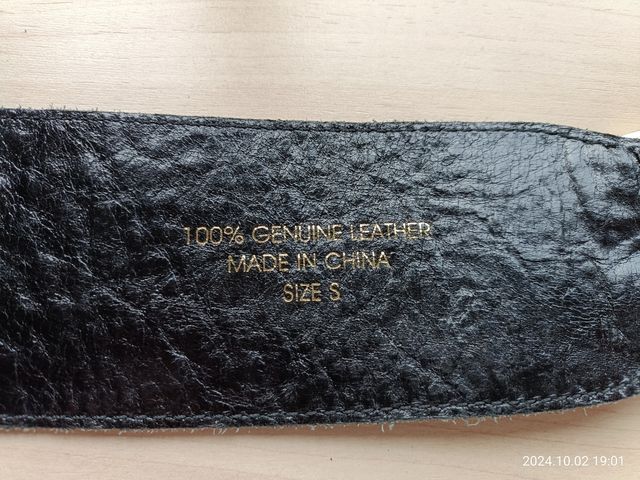 100% GENUINE LEATHER
MADE IN CHINA
SIZE S
2024.10.02 19:01